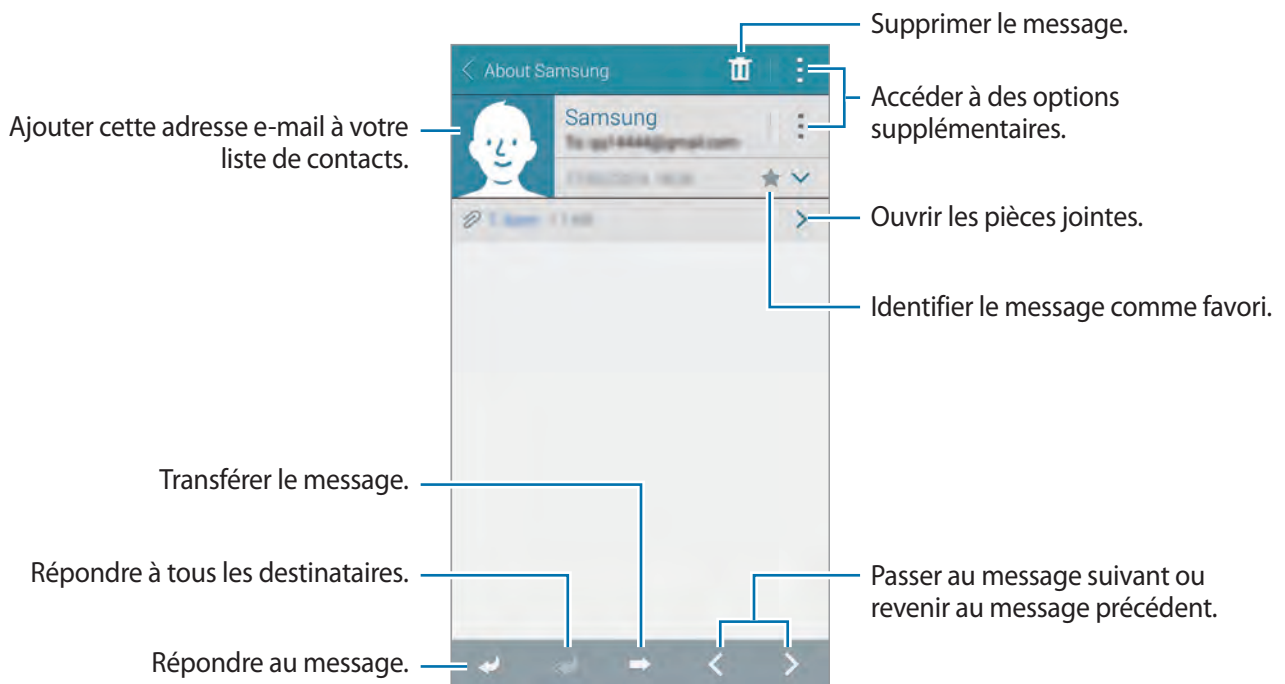 Supprimer le message.
About Samsung
Accéder à des options
supplémentaires.
Ajouter cette adresse e-mail à votre
liste de contacts.
Samsung
Ouvrir les pièces jointes.
Identifier le message comme favori.
Transférer le message.
Répondre à tous les destinataires.
Passer au message suivant ou
revenir au message précédent.
Répondre au message.